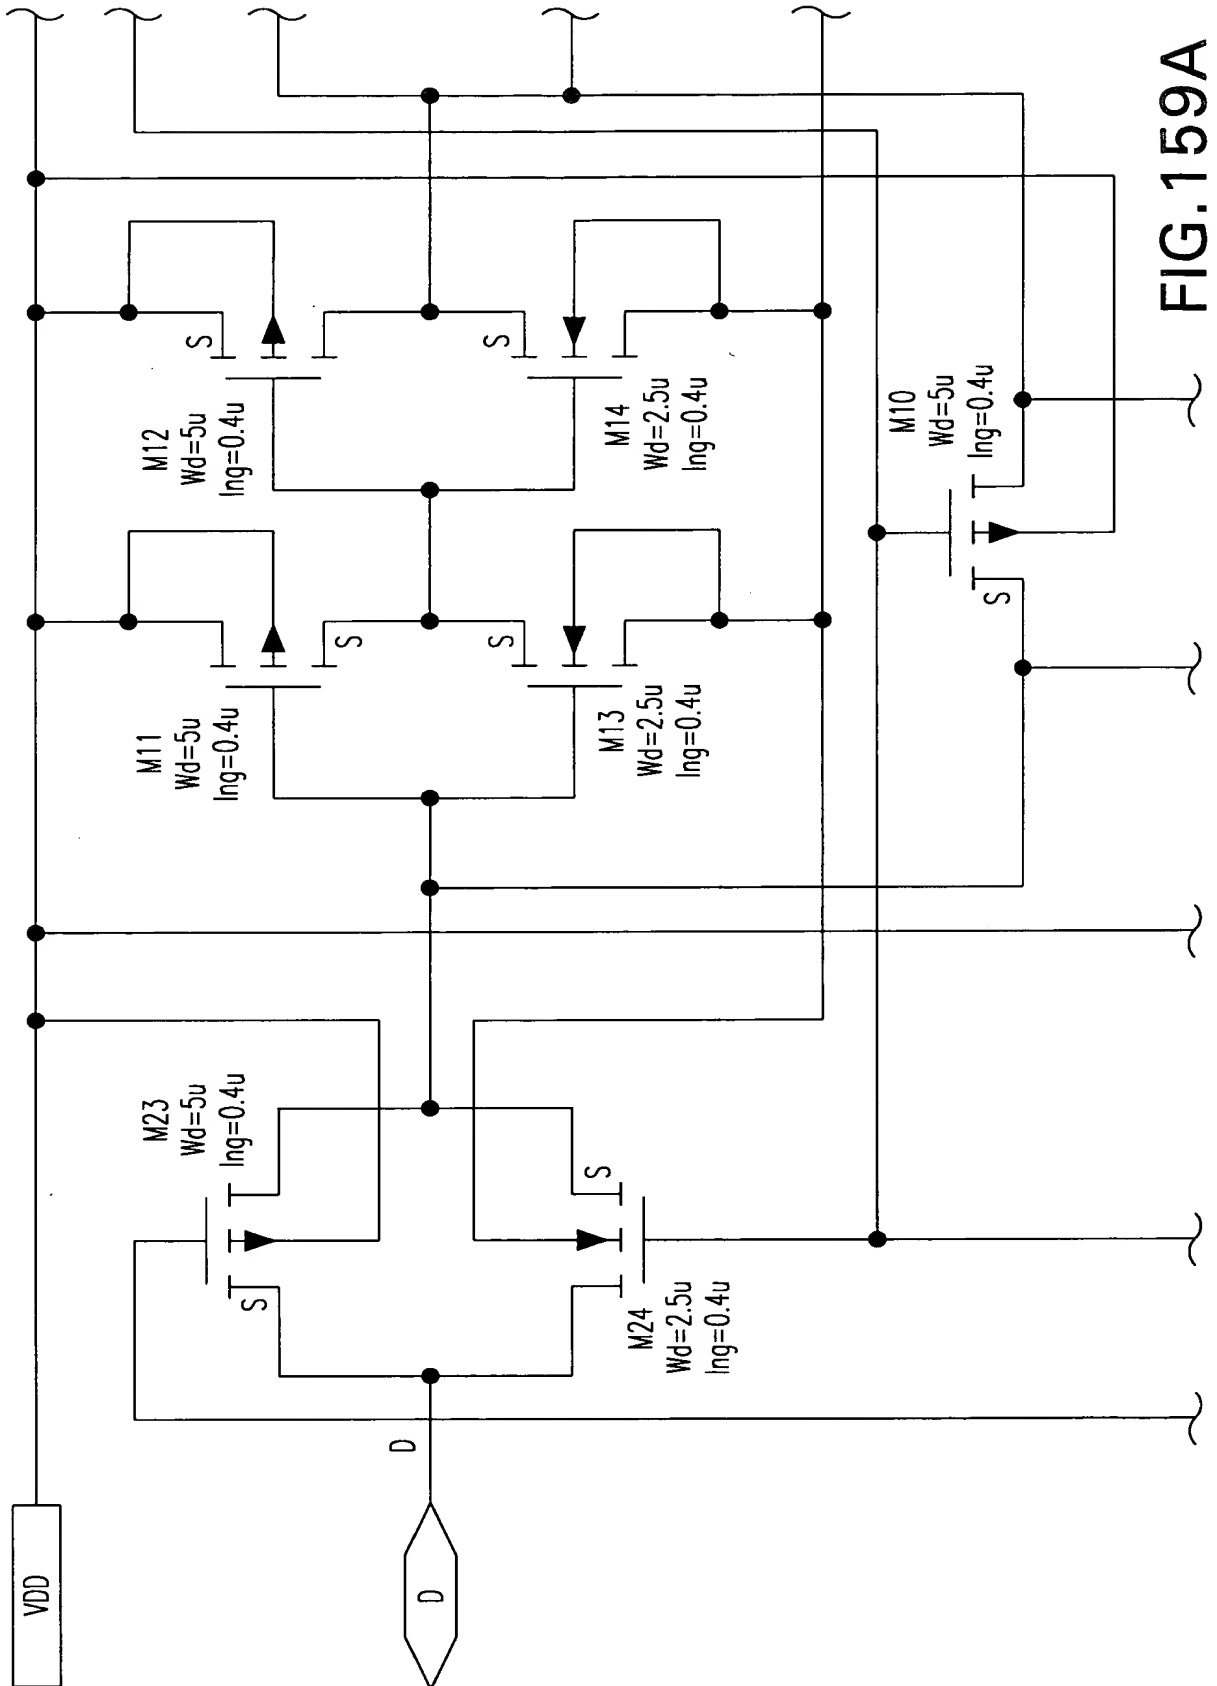 VDD
D
D
M23
Wd=5u
lng=0.4u
S
M24
Wd=2.5u
lng=0.4u
S
M11
Wd=5u
lng=0.4u
S
M13
Wd=2.5u
lng=0.4u
S
M12
Wd=5u
lng=0.4u
S
M14
Wd=2.5u
lng=0.4u
S
M10
Wd=5u
lng=0.4u
S
FIG.159A